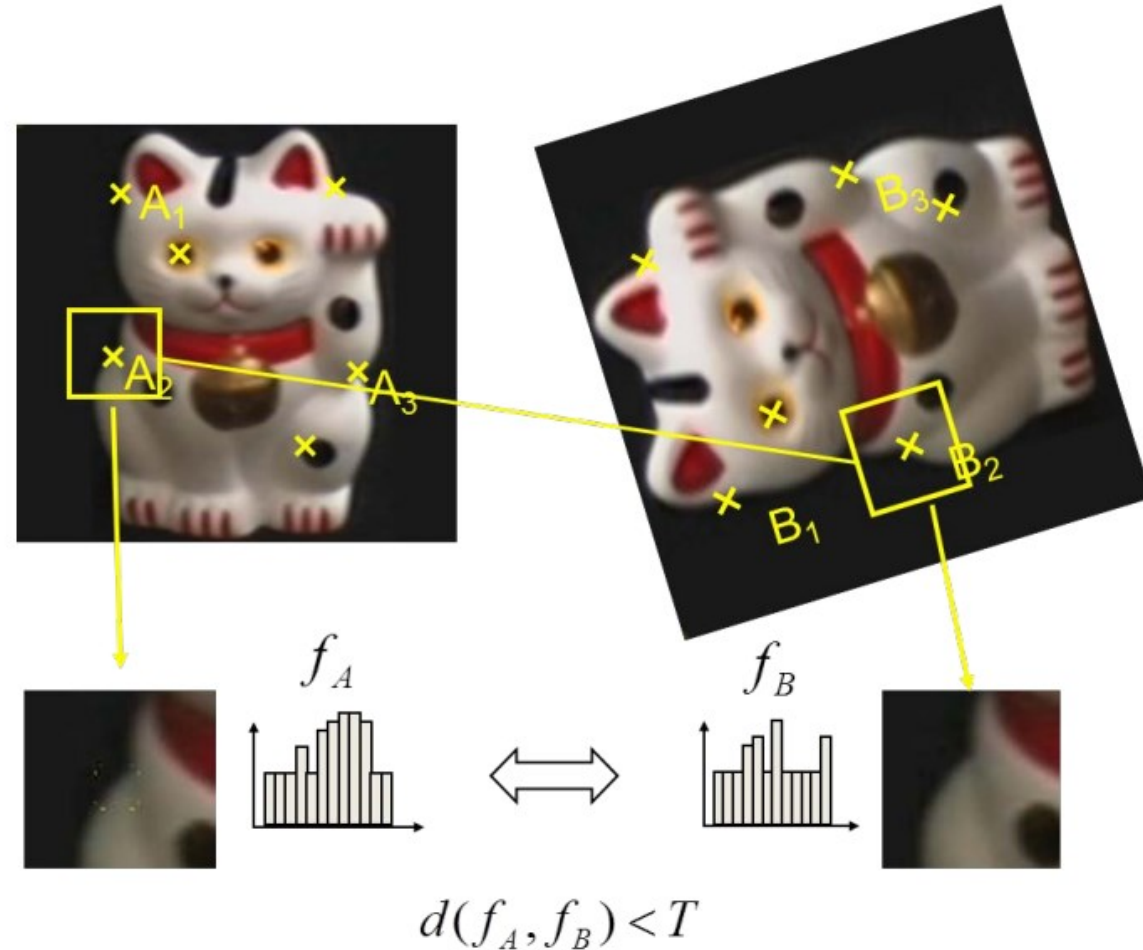 A₁
A₂
A₃
B₃
B₂
B₁
f_A
f_B
d(f_A, f_B) < T